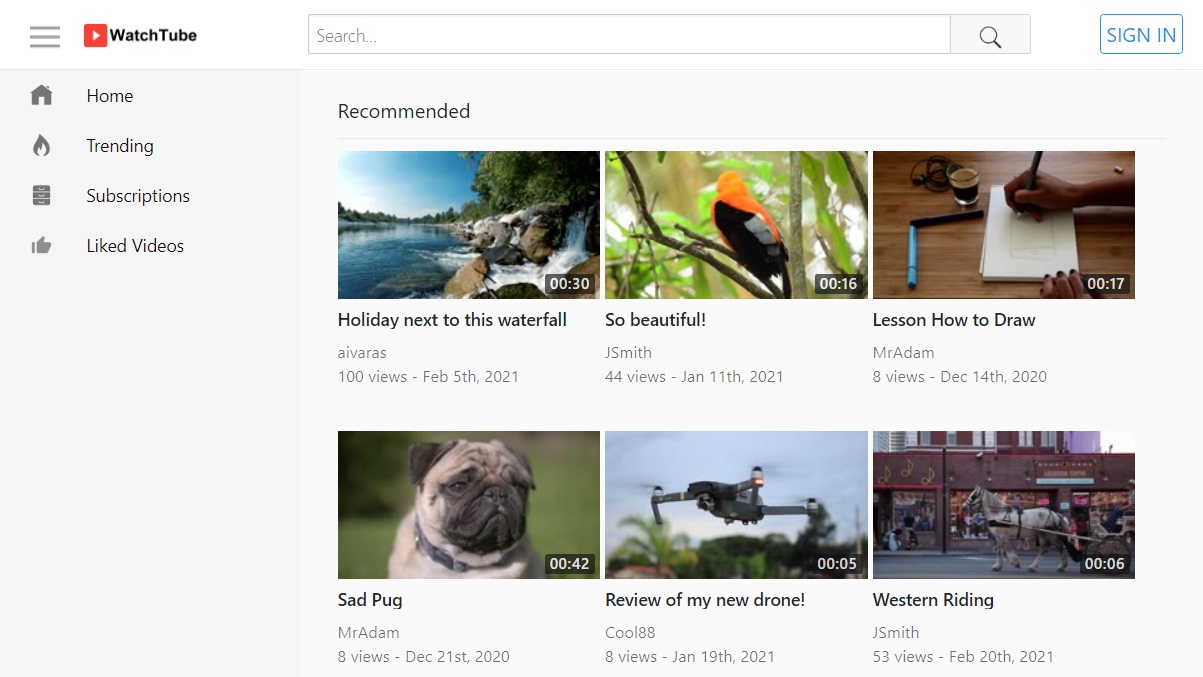 WatchTube
Search...
SIGN IN
Home
Trending
Subscriptions
Liked Videos
Recommended
00:30
00:16
00:17
Holiday next to this waterfall
So beautiful!
Lesson How to Draw
aivaras
JSmith
MrAdam
100 views - Feb 5th, 2021
44 views - Jan 11th, 2021
8 views - Dec 14th, 2020
00:42
00:05
00:06
Sad Pug
Review of my new drone!
Western Riding
MrAdam
Cool88
JSmith
8 views - Dec 21st, 2020
8 views - Jan 19th, 2021
53 views - Feb 20th, 2021